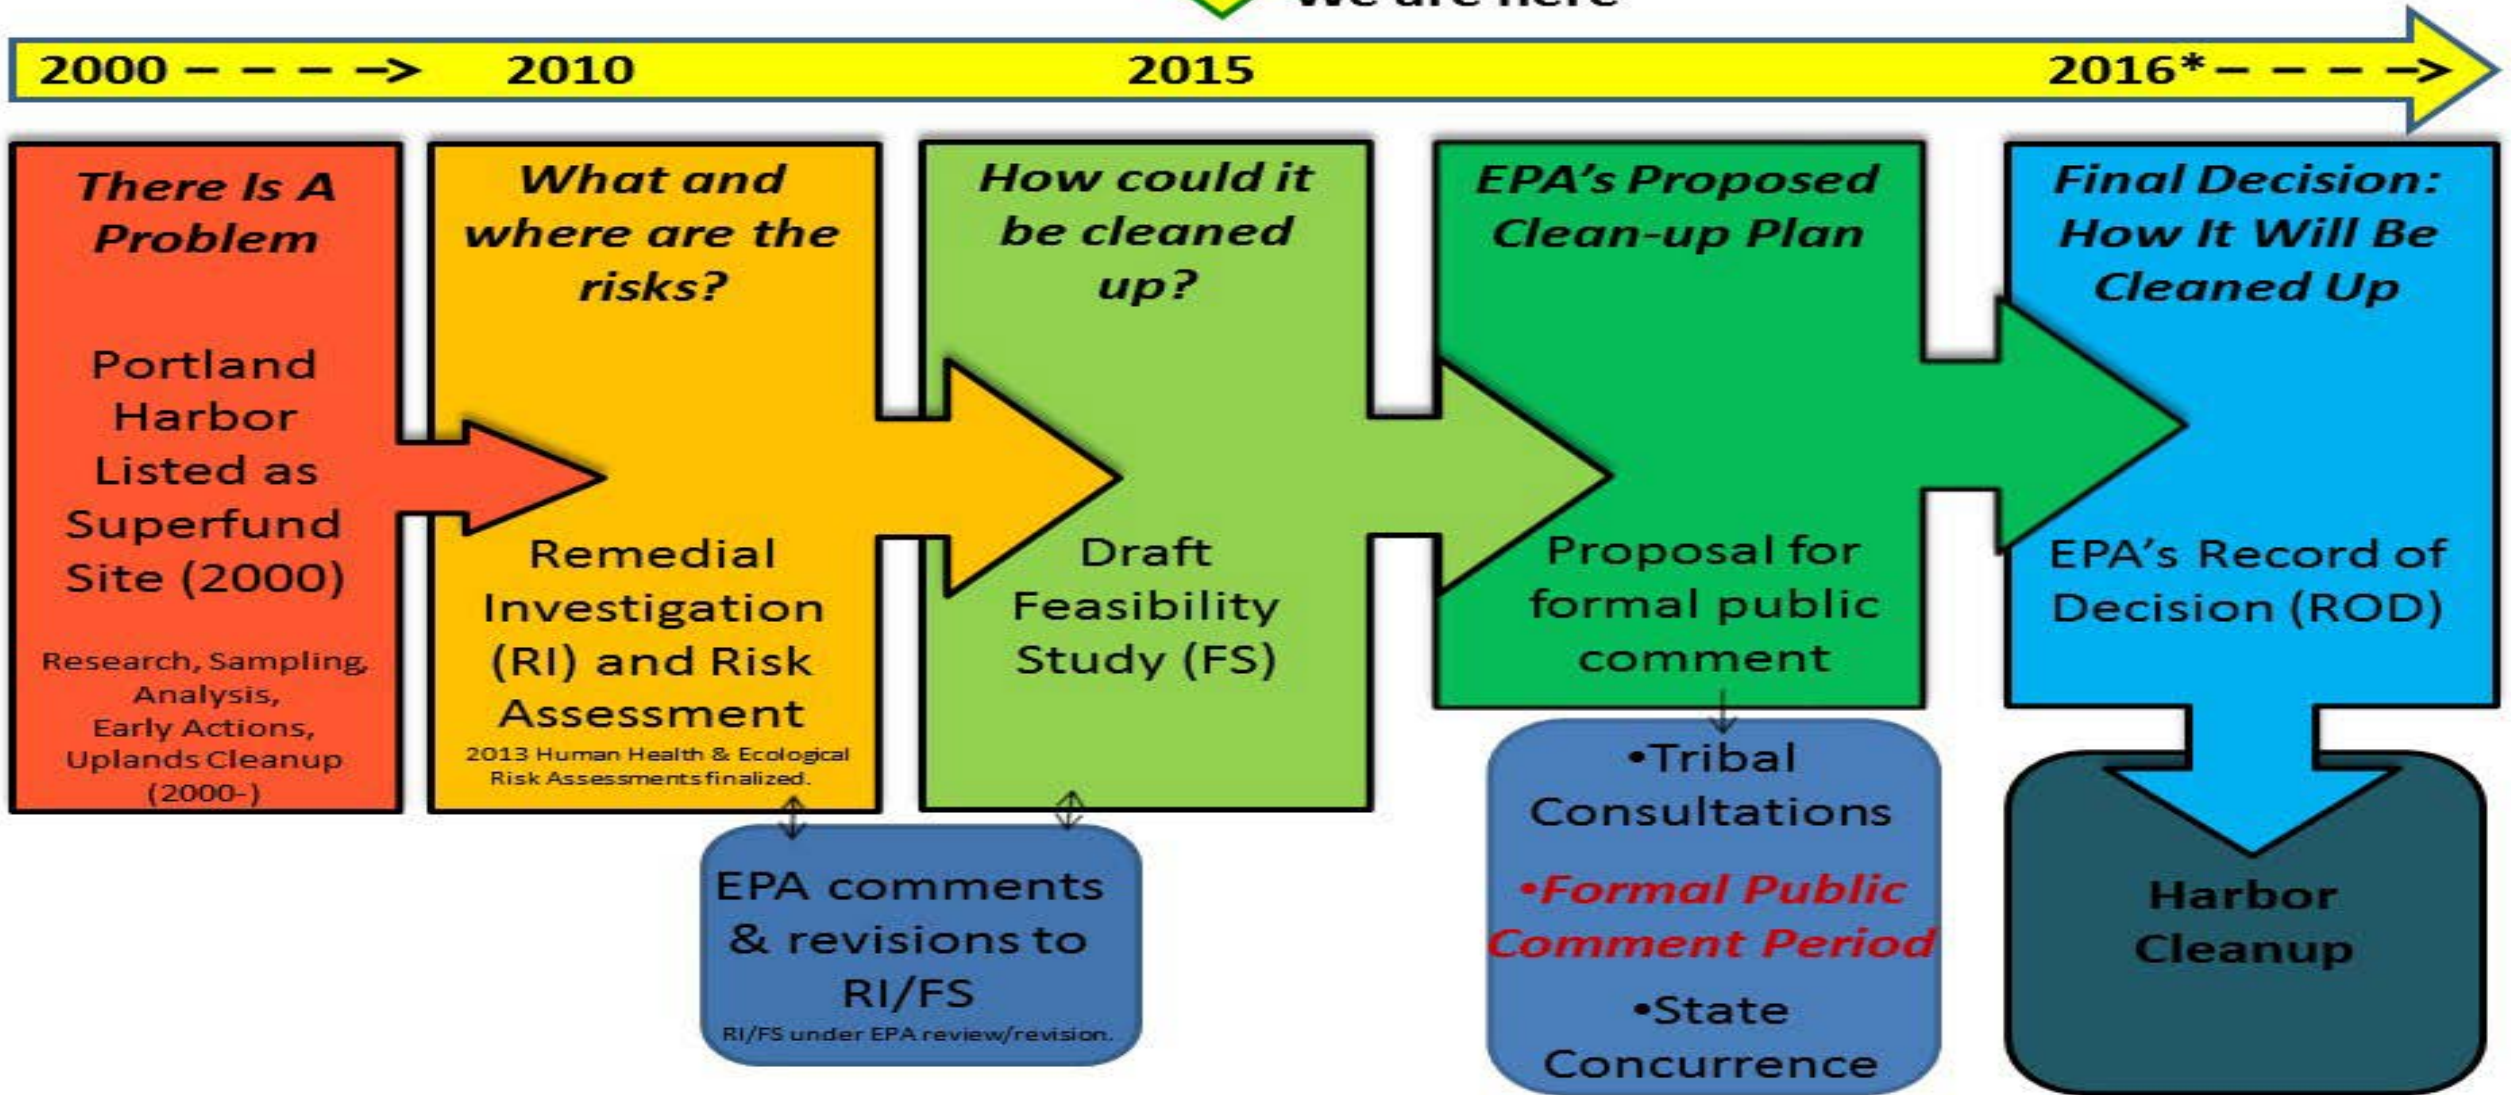 We are here
2000 - - - -> 2010 2015 2016*- - - ->
There Is A
Problem
Portland
Harbor
Listed as
Superfund
Site (2000)
Research, Sampling,
Analysis,
Early Actions,
Uplands Cleanup
(2000-)
What and
where are the
risks?
Remedial
Investigation
(RI) and Risk
Assessment
2013 Human Health & Ecological
Risk Assessments finalized.
How could it
be cleaned
up?
Draft
Feasibility
Study (FS)
EPA comments
& revisions to
RI/FS
RI/FS under EPA review/revision.
EPA’s Proposed
Clean-up Plan
Proposal for
formal public
comment
•Tribal
Consultations
•Formal Public
Comment Period
•State
Concurrence
Final Decision:
How It Will Be
Cleaned Up
EPA’s Record of
Decision (ROD)
Harbor
Cleanup